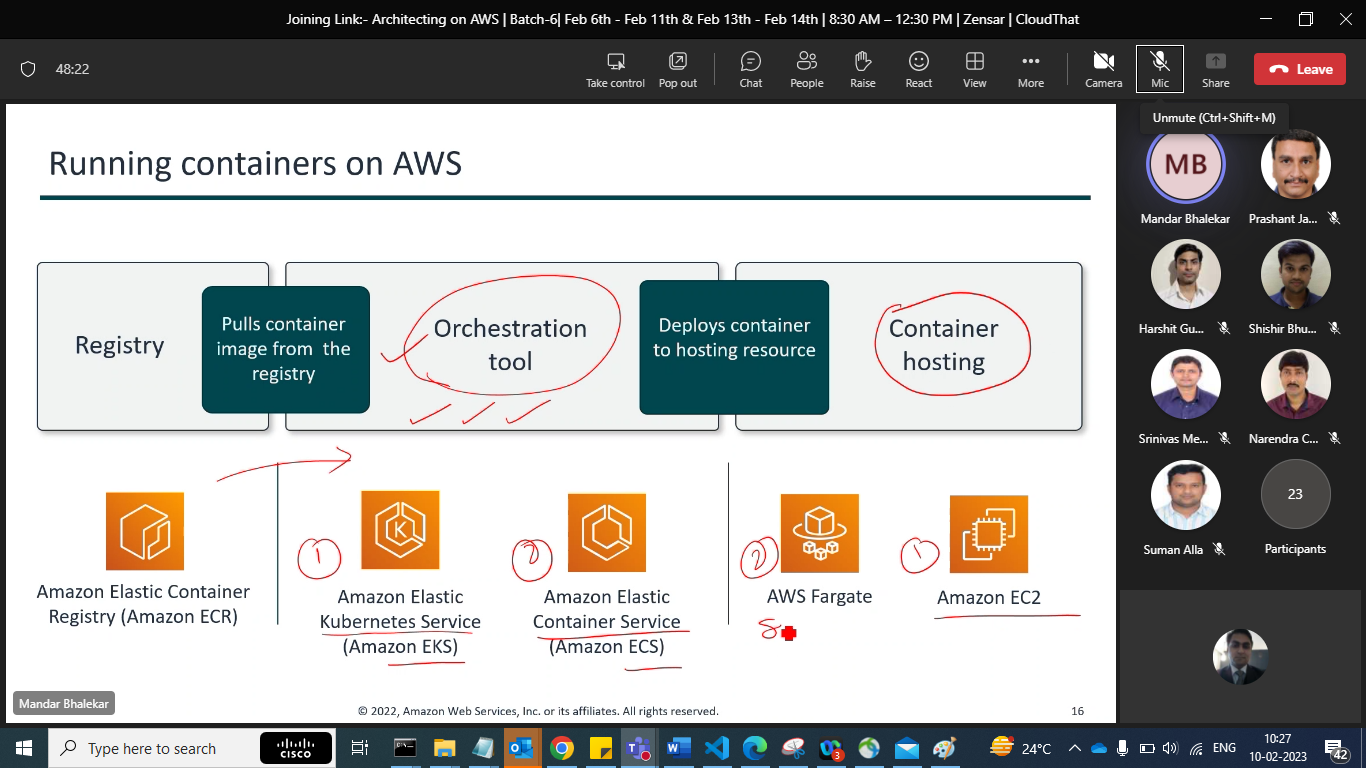 Joining Link:- Architecting on AWS | Batch-6| Feb 6th - Feb 11th & Feb 13th - Feb 14th | 8:30 AM – 12:30 PM | Zensar | CloudThat
48:22
Take control
Pop out
Chat
People
Raise
React
View
More
Camera
Mic
Share
Leave
Unmute (Ctrl+Shift+M)
Running containers on AWS
Registry
Pulls container
image from the
registry
Orchestration
tool
Deploys container
to hosting resource
Container
hosting
1
2
2
1
Amazon Elastic Container
Registry (Amazon ECR)
K
Amazon Elastic
Kubernetes Service
(Amazon EKS)
Amazon Elastic
Container Service
(Amazon ECS)
AWS Fargate
S
Amazon EC2
Mandar Bhalekar
© 2022, Amazon Web Services, Inc. or its affiliates. All rights reserved.
16
MB
Mandar Bhalekar
Prashant Ja...
Harshit Gu...
Shishir Bhu...
Srinivas Me...
Narendra C...
Suman Alla
23
Participants
Type here to search
cisco
3
24°C
ENG
10:27
10-02-2023
42